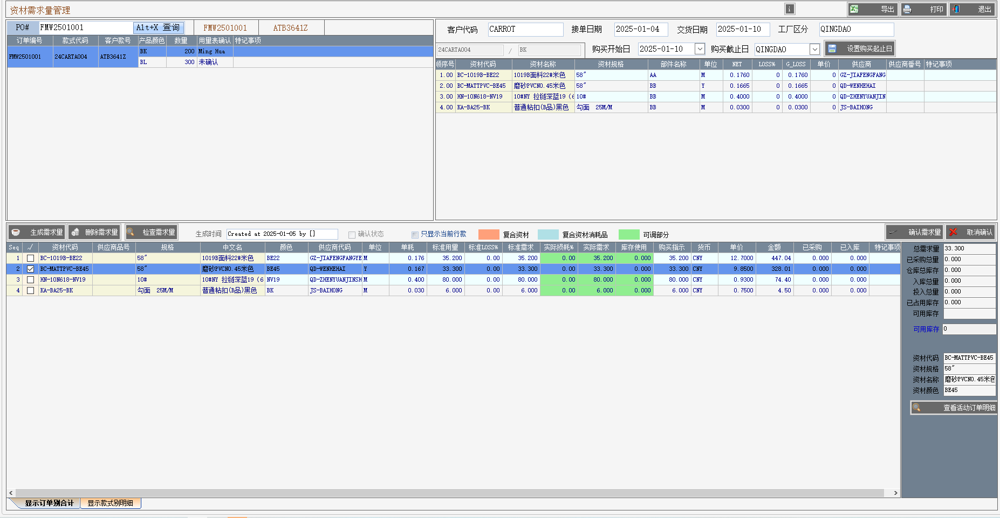 资材需求量管理
i 导出 打印 退出
PO# FMW2501001 Alt+X 查询 FMW2501001 ATB3641Z
订单编号 款式代码 客户款号 产品颜色 数量 用量表确认 特记事项
FMW2501001 24CARTA004 ATB3641Z BK 200 Ming Hua
BL 300 未确认
客户代码 CARROT 接单日期 2025-01-04 交货日期 2025-01-10 工厂区分 QINGDAO
24CARTA004 / BK 购买开始日 2025-01-10 购买截止日 QINGDAO 设置购买起止日
顺序号 资材代码 资材名称 资材规格 部件名称 单位 NET LOSS% G_LOSS 单价 供应商 供应商番号 特记事项
1.00 BC-1019B-BE22 1019B面料22#米色 58" AA M 0.1760 0 0.1760 0 GZ-JIAFENGFANG
2.00 BC-MATTPVC-BE45 磨砂PVCNO.45米色 58" BB Y 0.1665 0 0.1665 0 QD-WENHEHAI
3.00 HN-10N618-NV19 10#NY 拉链深蓝19 (6 10# BB M 0.4000 0 0.4000 0 QD-ZHENYUANJIN
4.00 KA-BA25-BK 普通粘扣(B品)黑色 勾面 25M/M BB M 0.0300 0 0.0300 0 JS-BAIHONG
生成需求量 删除需求量 检查需求量 生成时间 Created at 2025-01-05 by [] 确认状态 只显示当前行款 复合资材 复合资材消耗品 可调部分 确认需求量 取消确认
Seq √ 资材代码 供应商品号 规格 中文名 颜色 供应商代码 单位 单耗 标准用量 标准LOSS% 标准需求 实际损耗% 实际需求 库存使用 购买指示 货币 单价 金额 已采购 已入库 特记事项
1 BC-1019B-BE22 58" 1019B面料22#米色 BE22 GZ-JIAFENGFANGYE M 0.176 35.200 0.00 35.200 0.00 35.200 0.000 35.200 CNY 12.7000 447.04 0.000 0.000
2 BC-MATTPVC-BE45 58" 磨砂PVCNO.45米色 BE45 QD-WENHEHAI Y 0.167 33.300 0.00 33.300 0.00 33.300 0.000 33.300 CNY 9.8500 328.01 0.000 0.000
3 HN-10N618-NV19 10# 10#NY 拉链深蓝19 (6 NV19 QD-ZHENYUANJINSH M 0.400 80.000 0.00 80.000 0.00 80.000 0.000 80.000 CNY 0.9300 74.40 0.000 0.000
4 KA-BA25-BK 勾面 25M/M 普通粘扣(B品)黑色 BK JS-BAIHONG M 0.030 6.000 0.00 6.000 0.00 6.000 0.000 6.000 CNY 0.7500 4.50 0.000 0.000
总需求量 33.300
已采购总量 0.000
仓库总库存 0.000
入库总量 0.000
投入总量 0.000
已占用库存 0.000
可用库存
可用库存 0
资材代码 BC-MATTPVC-BE45
资材规格 58"
资材名称 磨砂PVCNO.45米色
资材颜色 BE45
查看活动订单明细
显示订单别合计 显示款式别明细